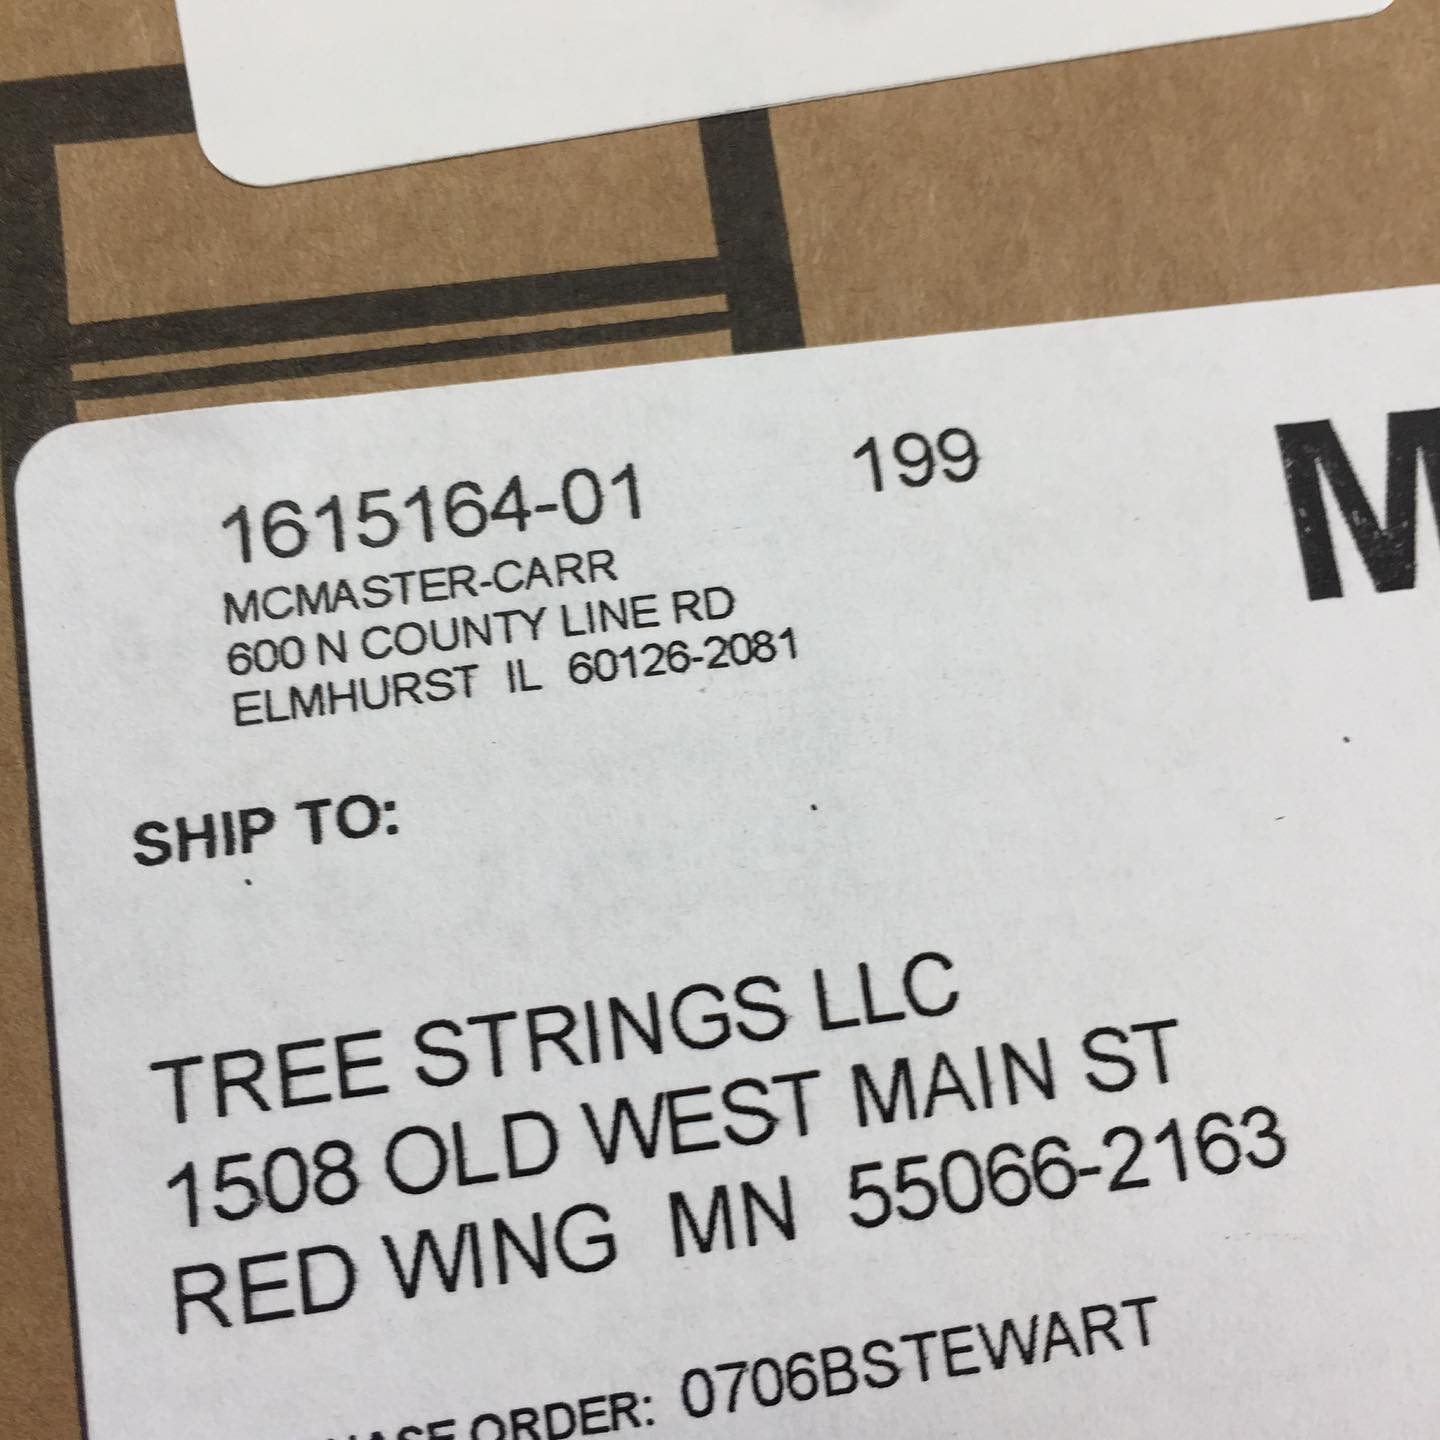 1615164-01 199
MCMASTER-CARR
600 N COUNTY LINE RD
ELMHURST IL 60126-2081
SHIP TO:
TREE STRINGS LLC
1508 OLD WEST MAIN ST
RED WING MN 55066-2163
ORDER: 0706BSTEWART